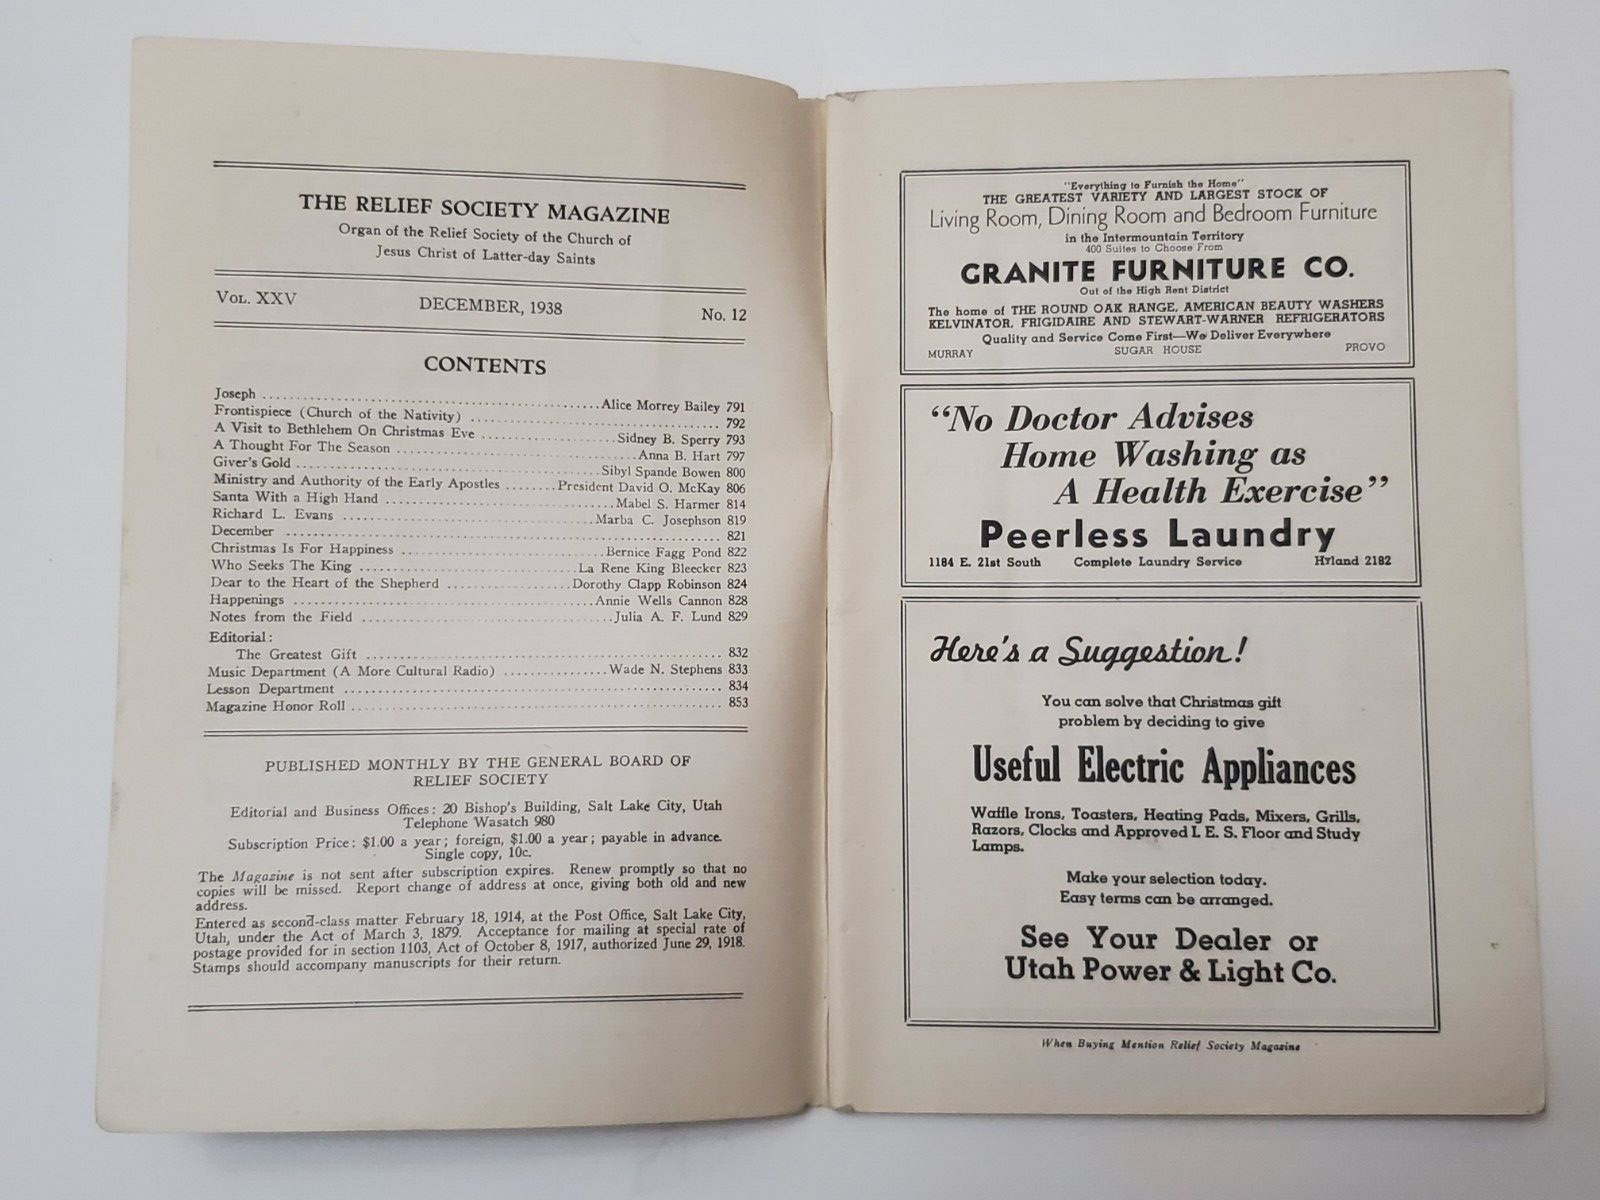 THE RELIEF SOCIETY MAGAZINE
Organ of the Relief Society of the Church of
Jesus Christ of Latter-day Saints
VOL. XXV DECEMBER, 1938 No. 12
CONTENTS
Joseph ........ Alice Morrey Bailey 791
Frontispiece (Church of the Nativity) ........ 792
A Visit to Bethlehem On Christmas Eve ........ Sidney B. Sperry 793
A Thought For The Season ........ Anna B. Hart 797
Giver's Gold ........ Sibyl Spande Bowen 800
Ministry and Authority of the Early Apostles ........ President David O. McKay 806
Santa With a High Hand ........ Mabel S. Harmer 814
Richard L. Evans ........ Marba C. Josephson 819
December ........ 821
Christmas Is For Happiness ........ Bernice Fagg Pond 822
Who Seeks The King ........ La Rene King Bleecker 823
Dear to the Heart of the Shepherd ........ Dorothy Clapp Robinson 824
Happenings ........ Annie Wells Cannon 828
Notes from the Field ........ Julia A. F. Lund 829
Editorial:
The Greatest Gift ........ 832
Music Department (A More Cultural Radio) ........ Wade N. Stephens 833
Lesson Department ........ 834
Magazine Honor Roll ........ 853
PUBLISHED MONTHLY BY THE GENERAL BOARD OF
RELIEF SOCIETY
Editorial and Business Offices: 20 Bishop's Building, Salt Lake City, Utah
Telephone Wasatch 980
Subscription Price: $1.00 a year; foreign, $1.00 a year; payable in advance.
Single copy, 10c.
The Magazine is not sent after subscription expires. Renew promptly so that no
copies will be missed. Report change of address at once, giving both old and new
address.
Entered as second-class matter February 18, 1914, at the Post Office, Salt Lake City,
Utah, under the Act of March 3, 1879. Acceptance for mailing at special rate of
postage provided for in section 1103, Act of October 8, 1917, authorized June 29, 1918.
Stamps should accompany manuscripts for their return.
"Everything to Furnish the Home"
THE GREATEST VARIETY AND LARGEST STOCK OF
Living Room, Dining Room and Bedroom Furniture
in the Intermountain Territory
400 Suites to Choose From
GRANITE FURNITURE CO.
Out of the High Rent District
The home of THE ROUND OAK RANGE, AMERICAN BEAUTY WASHERS
KELVINATOR, FRIGIDAIRE AND STEWART-WARNER REFRIGERATORS
Quality and Service Come First—We Deliver Everywhere
MURRAY SUGAR HOUSE PROVO
"No Doctor Advises
Home Washing as
A Health Exercise"
Peerless Laundry
1184 E. 21st South Complete Laundry Service Hyland 2182
Here's a Suggestion!
You can solve that Christmas gift
problem by deciding to give
Useful Electric Appliances
Waffle Irons, Toasters, Heating Pads, Mixers, Grills,
Razors, Clocks and Approved I. E. S. Floor and Study
Lamps.
Make your selection today.
Easy terms can be arranged.
See Your Dealer or
Utah Power & Light Co.
When Buying Mention Relief Society Magazine